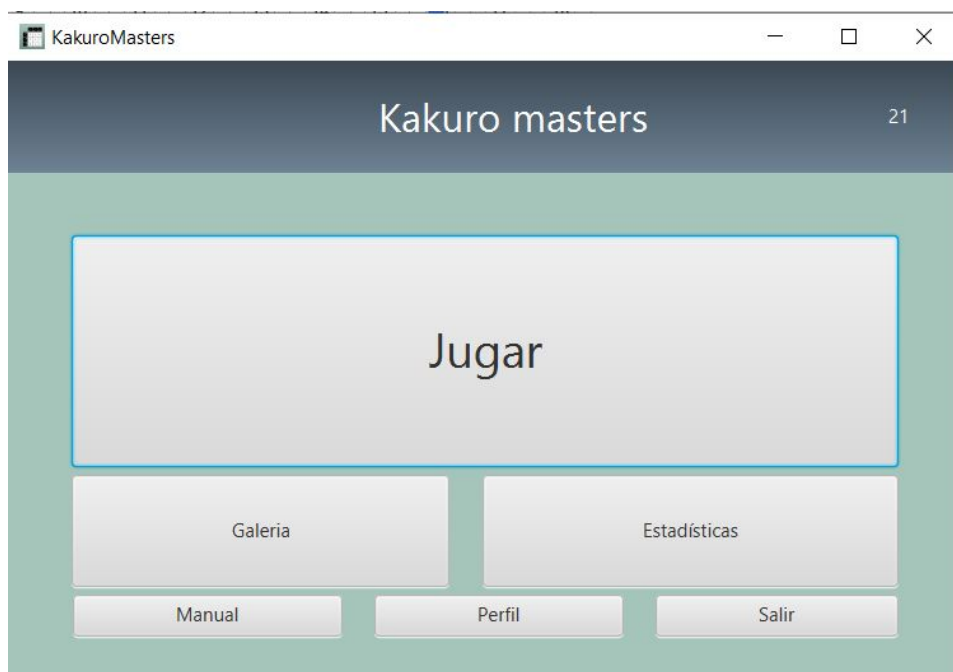 KakuroMasters
Kakuro masters
21
Jugar
Galeria
Estadísticas
Manual
Perfil
Salir